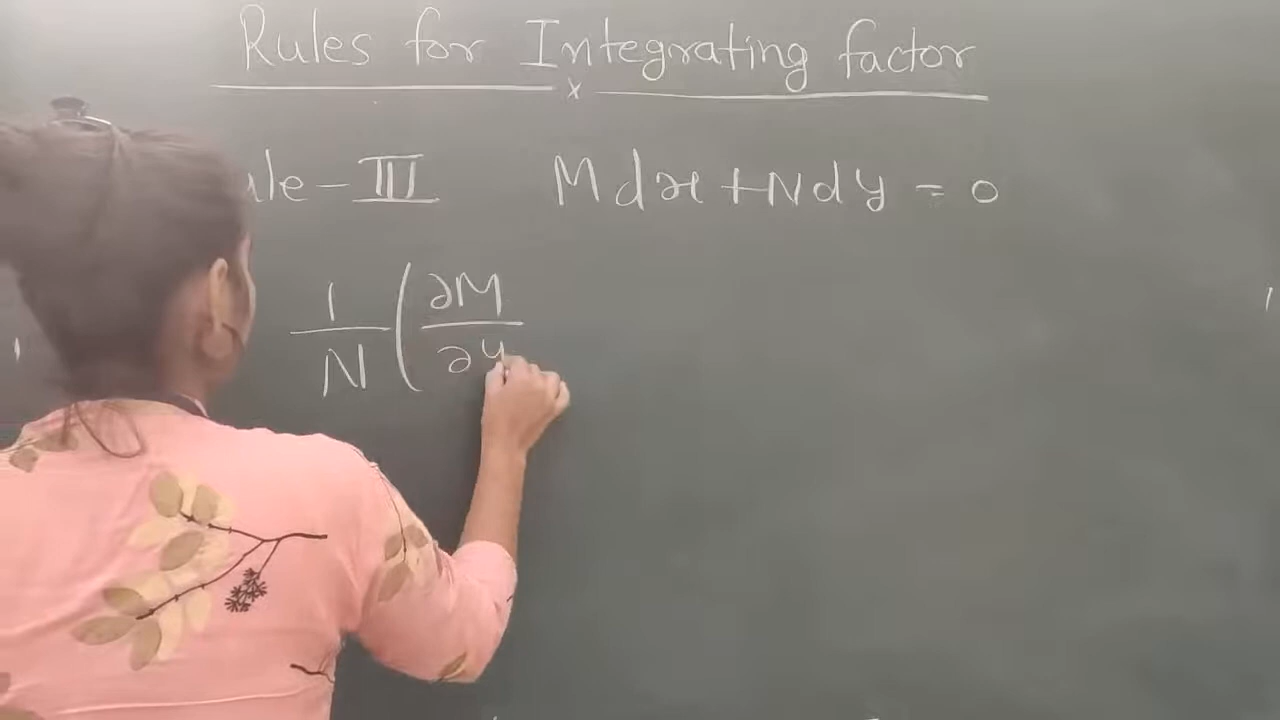 Rules for Integrating factor
x
ule - III Mdx + Ndy = 0
1/N (∂M/∂y